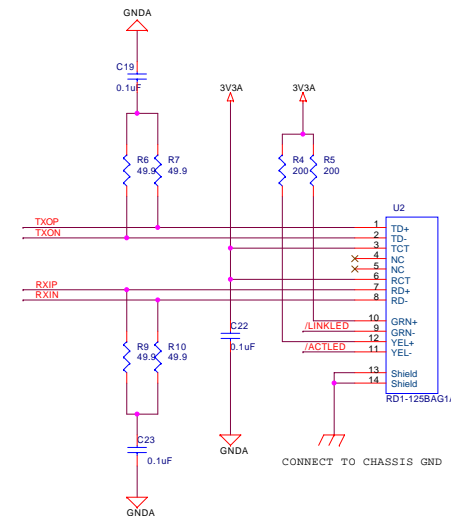 GNDA
C19
0.1uF
3V3A
3V3A
R6
49.9
R7
49.9
R4
200
R5
200
U2
TXOP
1
TD+
TXON
2
TD-
3
TCT
4
NC
5
NC
6
RCT
RXIP
7
RD+
RXIN
8
RD-
10
GRN+
/LINKLED
9
GRN-
12
YEL+
/ACTLED
11
YEL-
13
Shield
14
Shield
RD1-125BAG1A
C22
0.1uF
R9
49.9
R10
49.9
C23
0.1uF
GNDA
GNDA
CONNECT TO CHASSIS GND